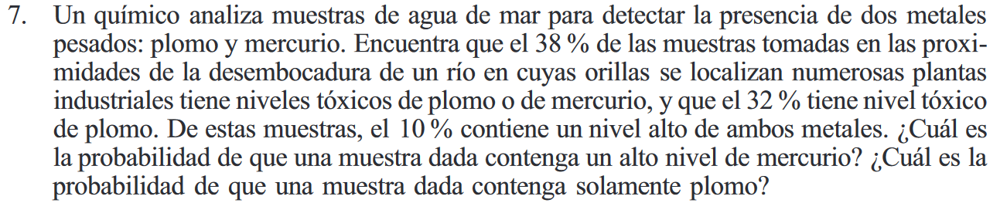 7. Un químico analiza muestras de agua de mar para detectar la presencia de dos metales
pesados: plomo y mercurio. Encuentra que el 38 % de las muestras tomadas en las proxi-
midades de la desembocadura de un río en cuyas orillas se localizan numerosas plantas
industriales tiene niveles tóxicos de plomo o de mercurio, y que el 32 % tiene nivel tóxico
de plomo. De estas muestras, el 10 % contiene un nivel alto de ambos metales. ¿Cuál es
la probabilidad de que una muestra dada contenga un alto nivel de mercurio? ¿Cuál es la
probabilidad de que una muestra dada contenga solamente plomo?